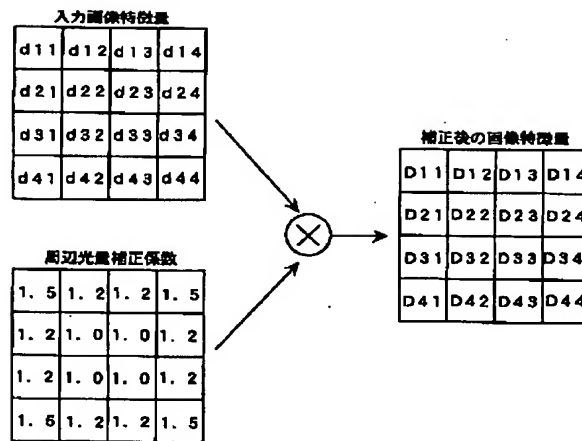 入力画像特徴量
d11 d12 d13 d14
d21 d22 d23 d24
d31 d32 d33 d34
d41 d42 d43 d44
周辺光量補正係数
1.5 1.2 1.2 1.5
1.2 1.0 1.0 1.2
1.2 1.0 1.0 1.2
1.5 1.2 1.2 1.5
補正後の画像特徴量
D11 D12 D13 D14
D21 D22 D23 D24
D31 D32 D33 D34
D41 D42 D43 D44